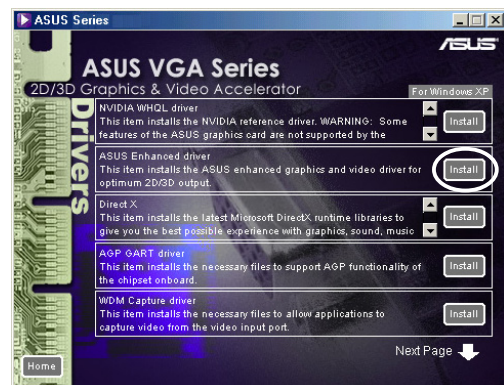 ASUS Series
ASUS
ASUS VGA Series
2D/3D Graphics & Video Accelerator
For Windows XP
Drivers
NVIDIA WHQL driver
This item installs the NVIDIA reference driver. WARNING: Some
features of the ASUS graphics card are not supported by the
Install
ASUS Enhanced driver
This item installs the ASUS enhanced graphics and video driver for
optimum 2D/3D output.
Install
Direct X
This item installs the latest Microsoft DirectX runtime libraries to
give you the best possible experience with graphics, sound, music
Install
AGP GART driver
This item installs the necessary files to support AGP functionality of
the chipset onboard.
Install
WDM Capture driver
This item installs the necessary files to allow applications to
capture video from the video input port.
Install
Next Page
Home